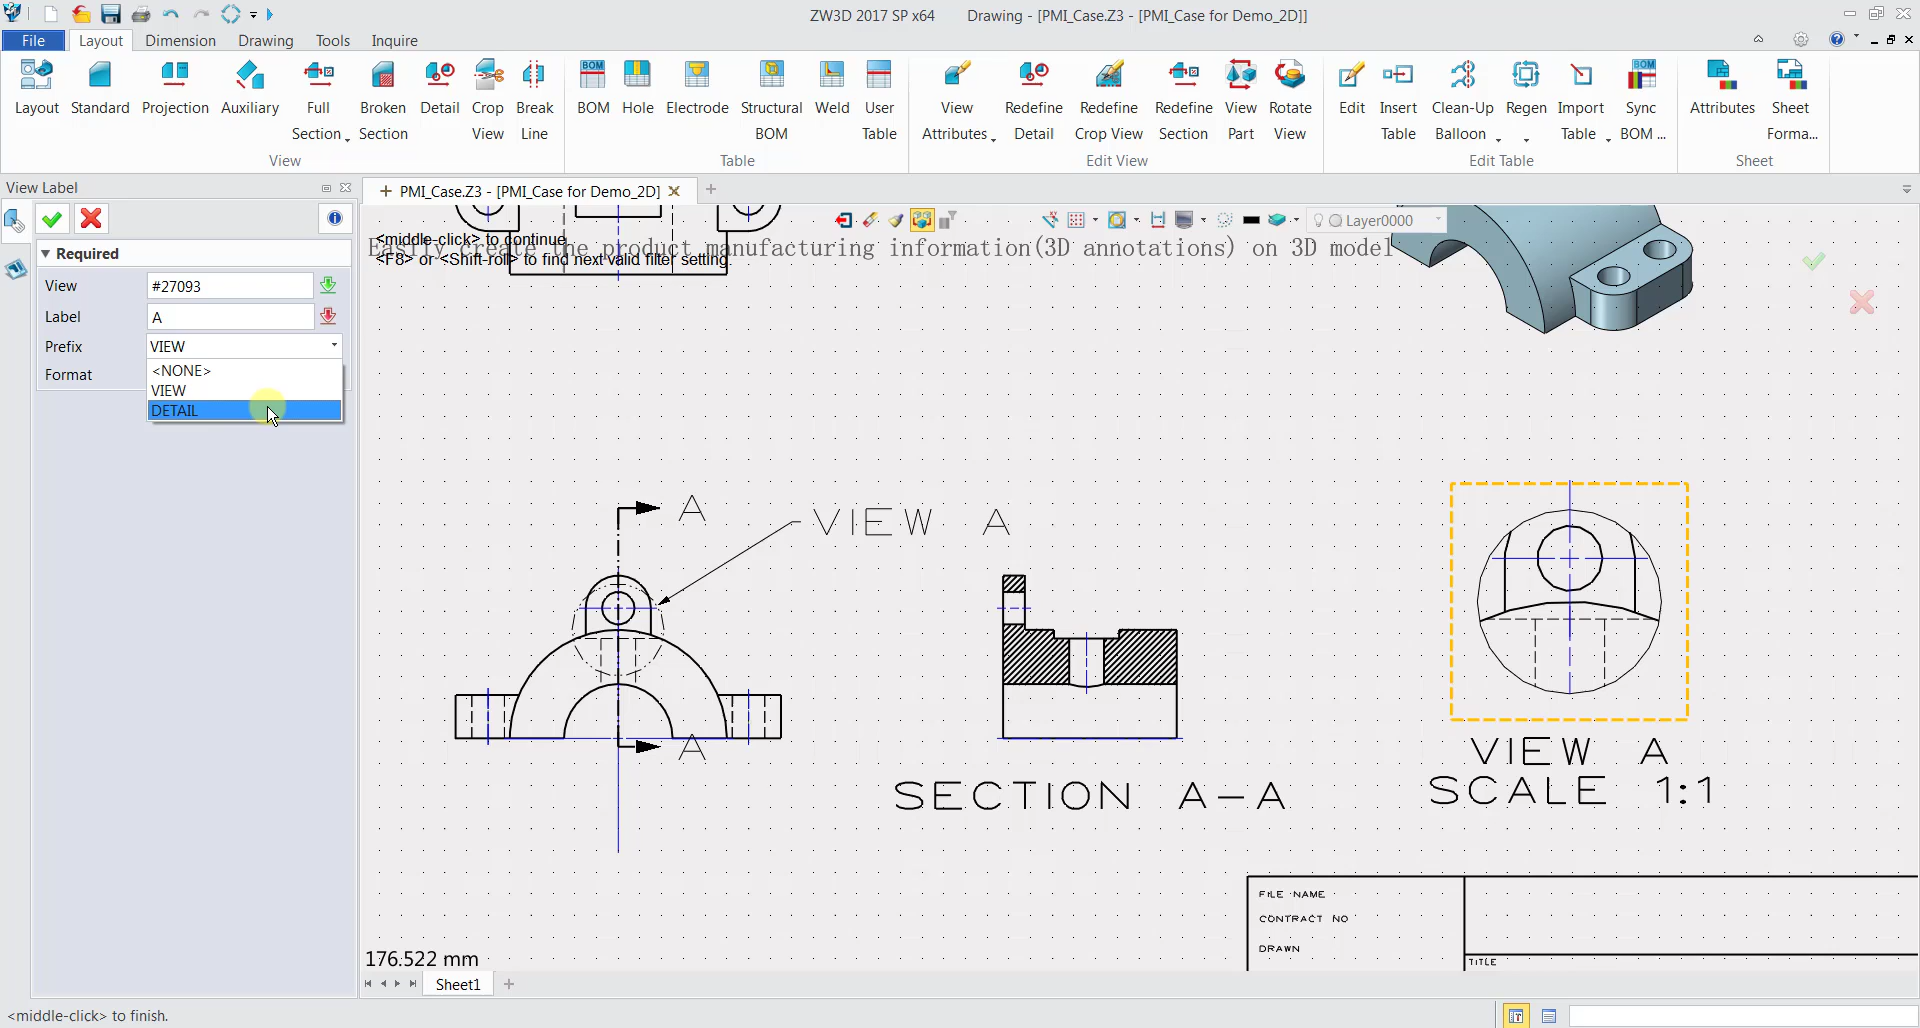 ZW3D 2017 SP x64 Drawing - [PMI_Case.Z3 - [PMI_Case for Demo_2D]]
File Layout Dimension Drawing Tools Inquire
Layout Standard Projection Auxiliary Full Section Broken Section Detail Crop View Break Line
BOM Hole Electrode Structural BOM Weld User Table
View Attributes Redefine Detail Redefine Crop View Redefine Section View Part Rotate View
Edit Insert Table Clean-Up Balloon Regen Import Table BOM Sync BOM ...
Attributes Sheet Forma...
View Table Edit View Edit Table Sheet
View Label
PMI_Case.Z3 - [PMI_Case for Demo_2D]
Layer0000
<middle-click> to continue
Easily create the product manufacturing information(3D annotations) on 3D model
<F8> or <Shift-roll> to find next valid filter setting.
Required
View #27093
Label A
Prefix VIEW
<NONE>
VIEW
DETAIL
Format
A
VIEW A
A
SECTION A-A
VIEW A
SCALE 1:1
FILE NAME
CONTRACT NO
DRAWN
TITLE
176.522 mm
Sheet1
<middle-click> to finish.